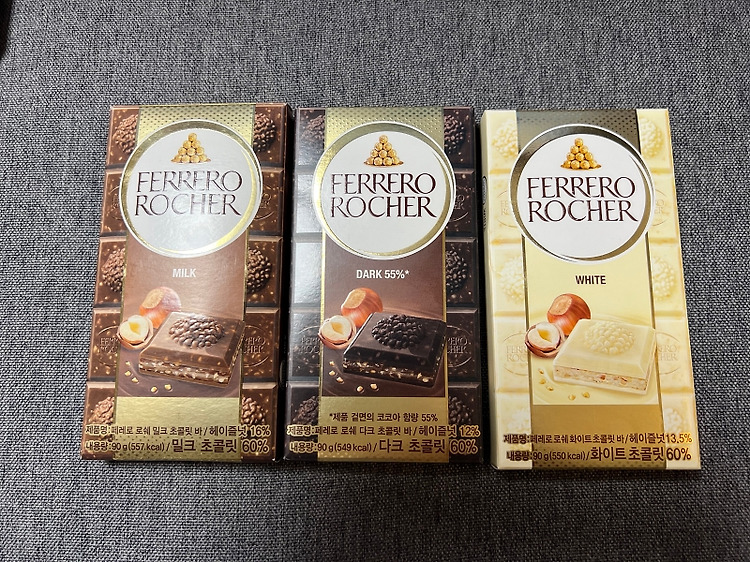 FERRERO
ROCHER
MILK
제품명:페레로 로쉐 밀크 초콜릿 바/헤이즐넛 16%
내용량:90 g (557 kcal)/밀크 초콜릿 60%
FERRERO
ROCHER
DARK 55%*
*제품 겉면의 코코아 함량 55%
제품명:페레로 로쉐 다크 초콜릿 바/헤이즐넛 12%
내용량:90 g (549 kcal)/다크 초콜릿 60%
FERRERO
ROCHER
WHITE
제품명:페레로 로쉐 화이트 초콜릿 바/헤이즐넛 13.5%
내용량:90 g (550 kcal)/화이트 초콜릿 60%